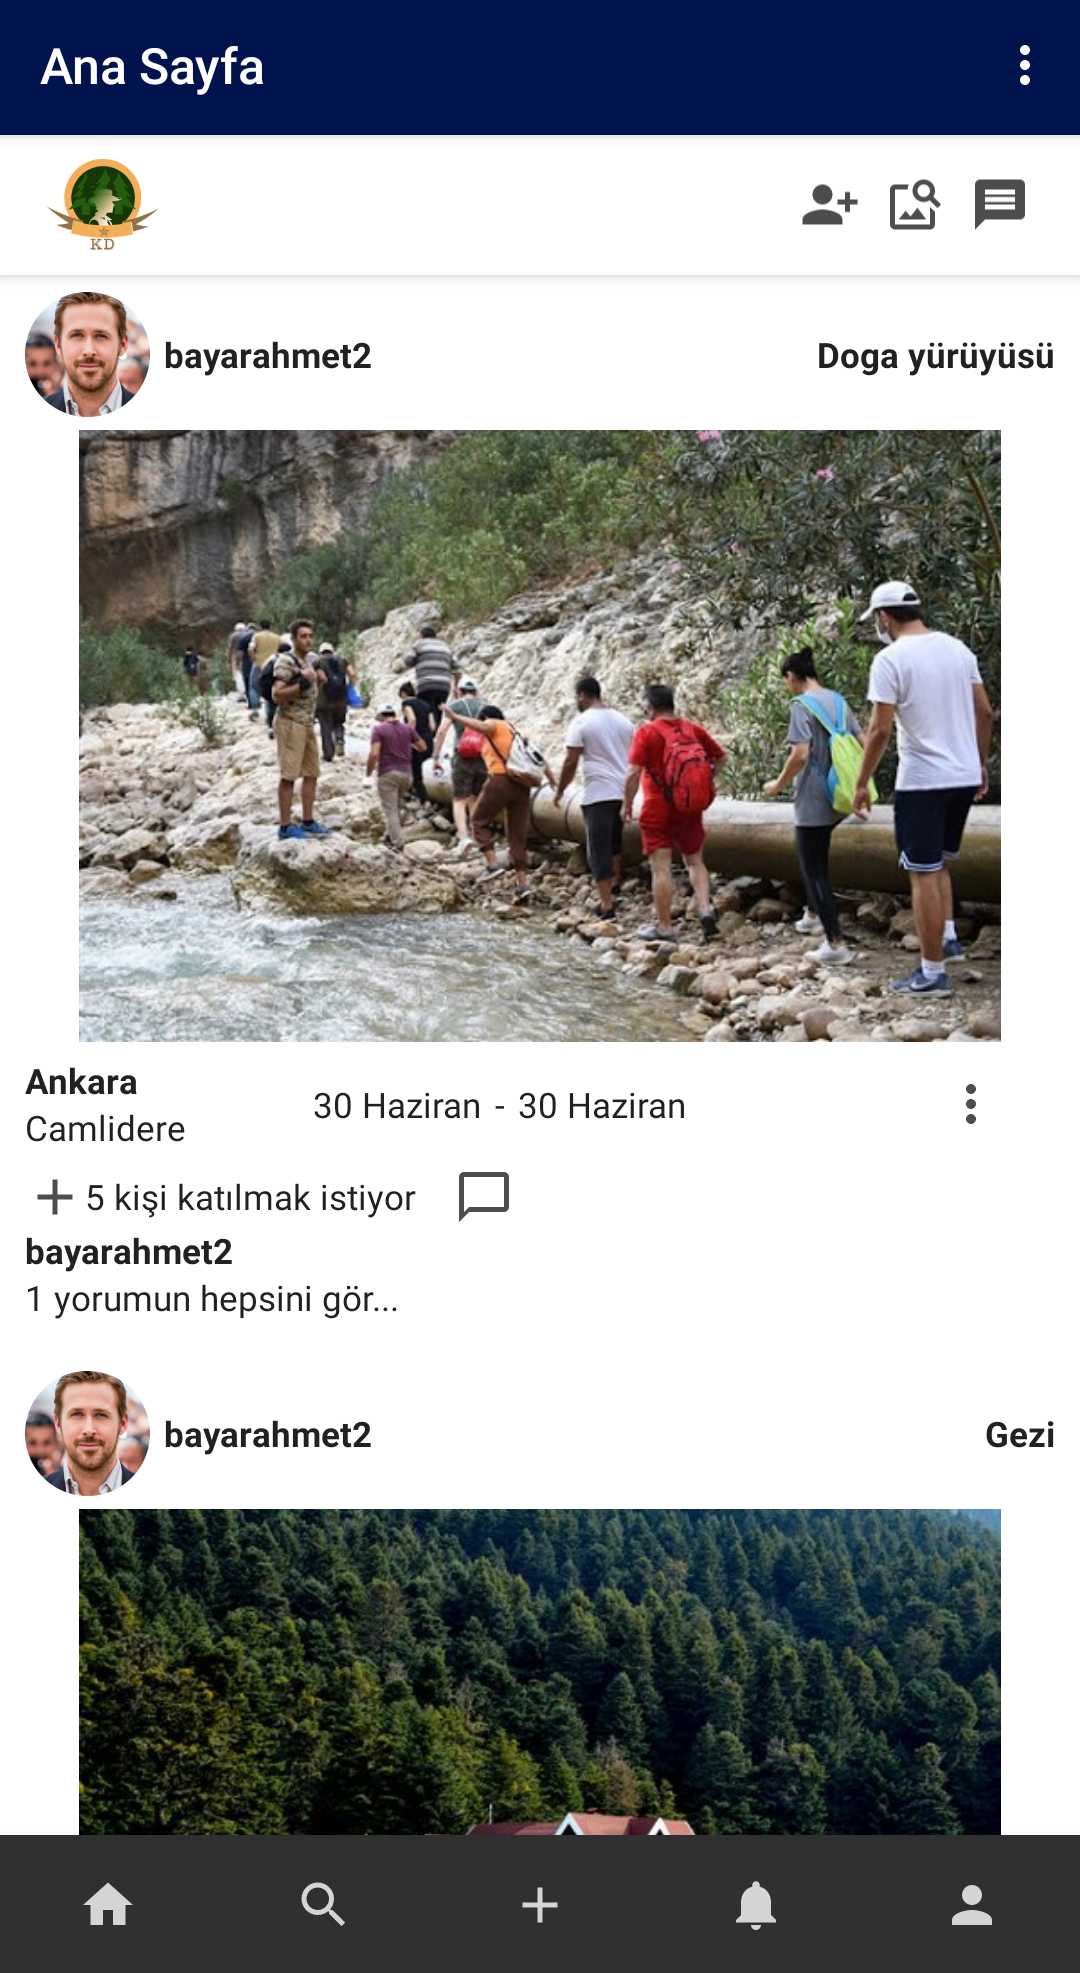 Ana Sayfa
KD
bayarahmet2
Doga yürüyüsü
Ankara
Camlidere
30 Haziran - 30 Haziran
5 kişi katılmak istiyor
bayarahmet2
1 yorumun hepsini gör...
bayarahmet2
Gezi